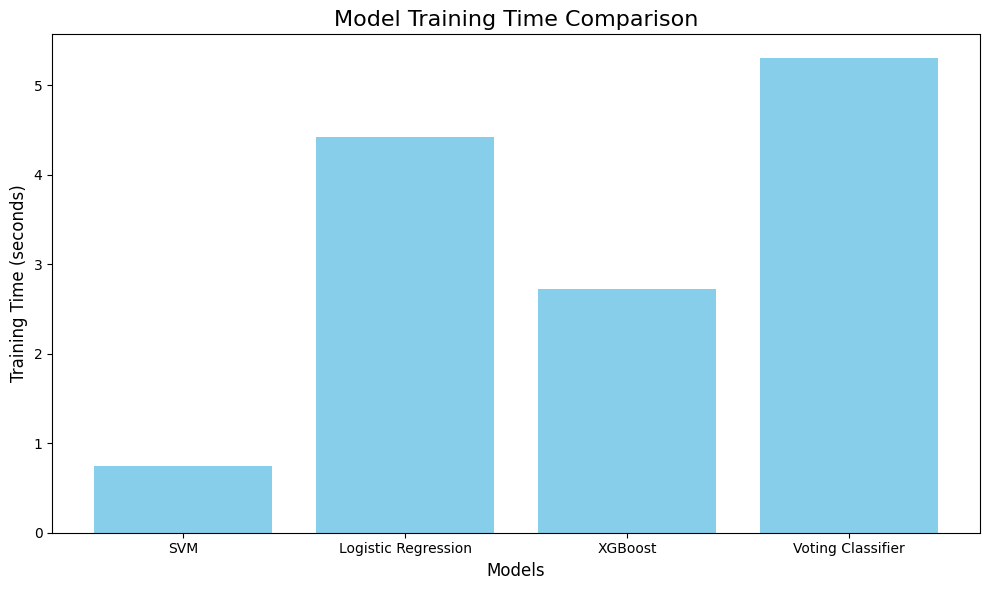 Model Training Time Comparison
Training Time (seconds)
5
4
3
2
1
0
SVM
Logistic Regression
XGBoost
Voting Classifier
Models